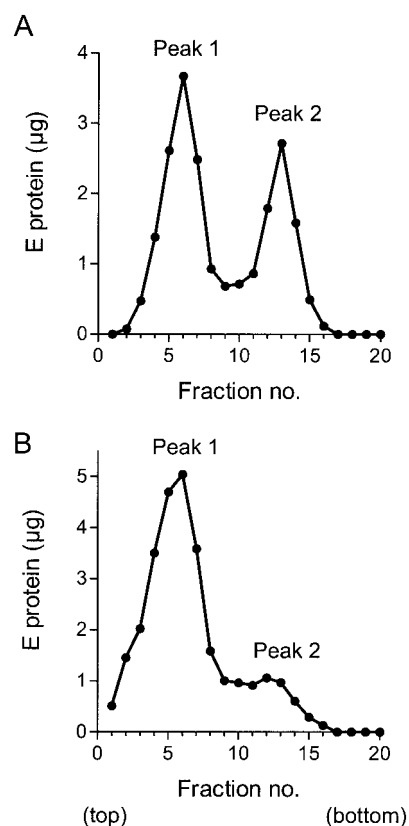 A
Peak 1
Peak 2
E protein (µg)
4
3
2
1
0
0 5 10 15 20
Fraction no.
B
Peak 1
Peak 2
E protein (µg)
5
4
3
2
1
0
0 5 10 15 20
Fraction no.
(top) (bottom)